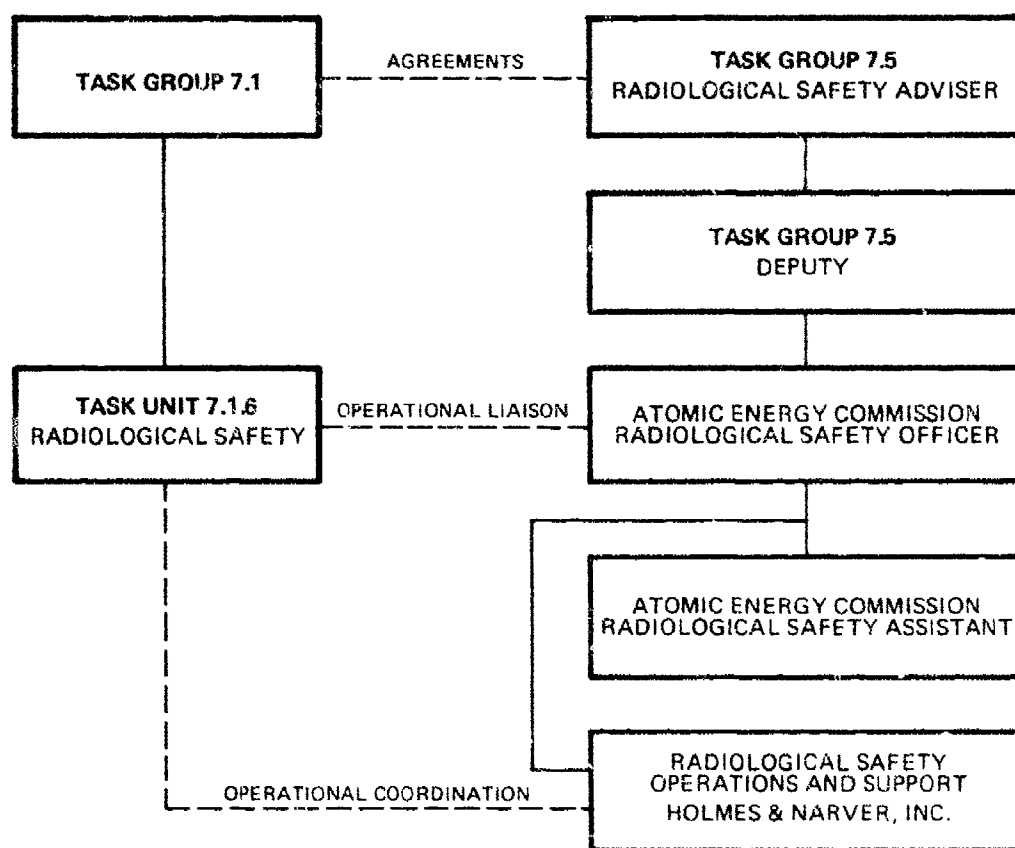 TASK GROUP 7.1
AGREEMENTS
TASK GROUP 7.5
RADIOLOGICAL SAFETY ADVISER
TASK GROUP 7.5
DEPUTY
TASK UNIT 7.1.6
RADIOLOGICAL SAFETY
OPERATIONAL LIAISON
ATOMIC ENERGY COMMISSION
RADIOLOGICAL SAFETY OFFICER
ATOMIC ENERGY COMMISSION
RADIOLOGICAL SAFETY ASSISTANT
OPERATIONAL COORDINATION
RADIOLOGICAL SAFETY
OPERATIONS AND SUPPORT
HOLMES & NARVER, INC.